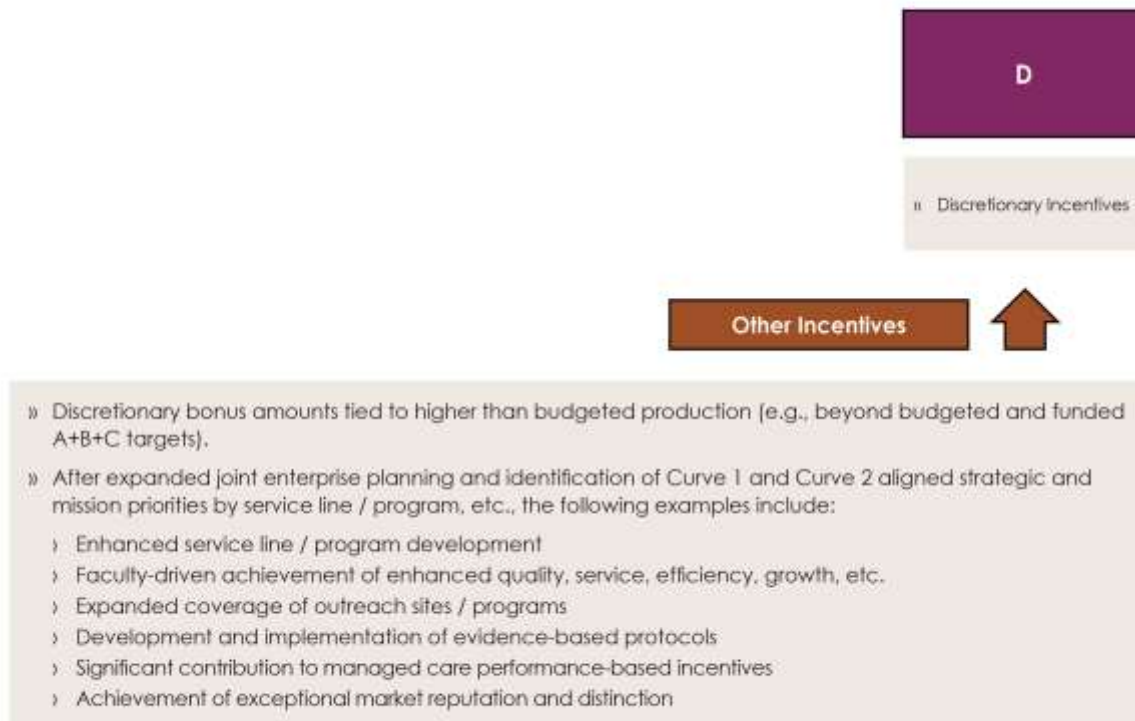 D
» Discretionary Incentives
Other Incentives
» Discretionary bonus amounts tied to higher than budgeted production (e.g., beyond budgeted and funded
A+B+C targets).
» After expanded joint enterprise planning and identification of Curve 1 and Curve 2 aligned strategic and
mission priorities by service line / program, etc., the following examples include:
› Enhanced service line / program development
› Faculty-driven achievement of enhanced quality, service, efficiency, growth, etc.
› Expanded coverage of outreach sites / programs
› Development and implementation of evidence-based protocols
› Significant contribution to managed care performance-based incentives
› Achievement of exceptional market reputation and distinction